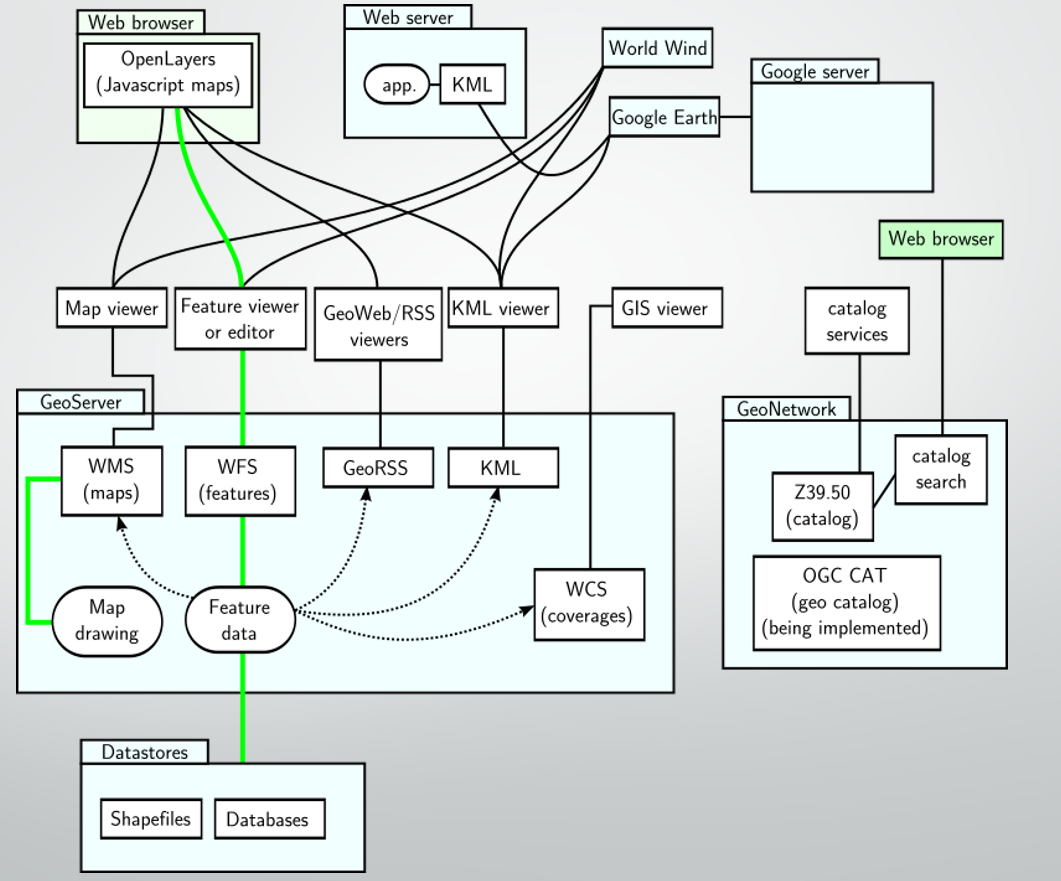 Web browser
OpenLayers
(Javascript maps)
Web server
app.
KML
World Wind
Google Earth
Google server
Web browser
Map viewer
Feature viewer
or editor
GeoWeb/RSS
viewers
KML viewer
GIS viewer
catalog
services
GeoServer
WMS
(maps)
WFS
(features)
GeoRSS
KML
WCS
(coverages)
Map
drawing
Feature
data
GeoNetwork
catalog
search
Z39.50
(catalog)
OGC CAT
(geo catalog)
(being implemented)
Datastores
Shapefiles
Databases